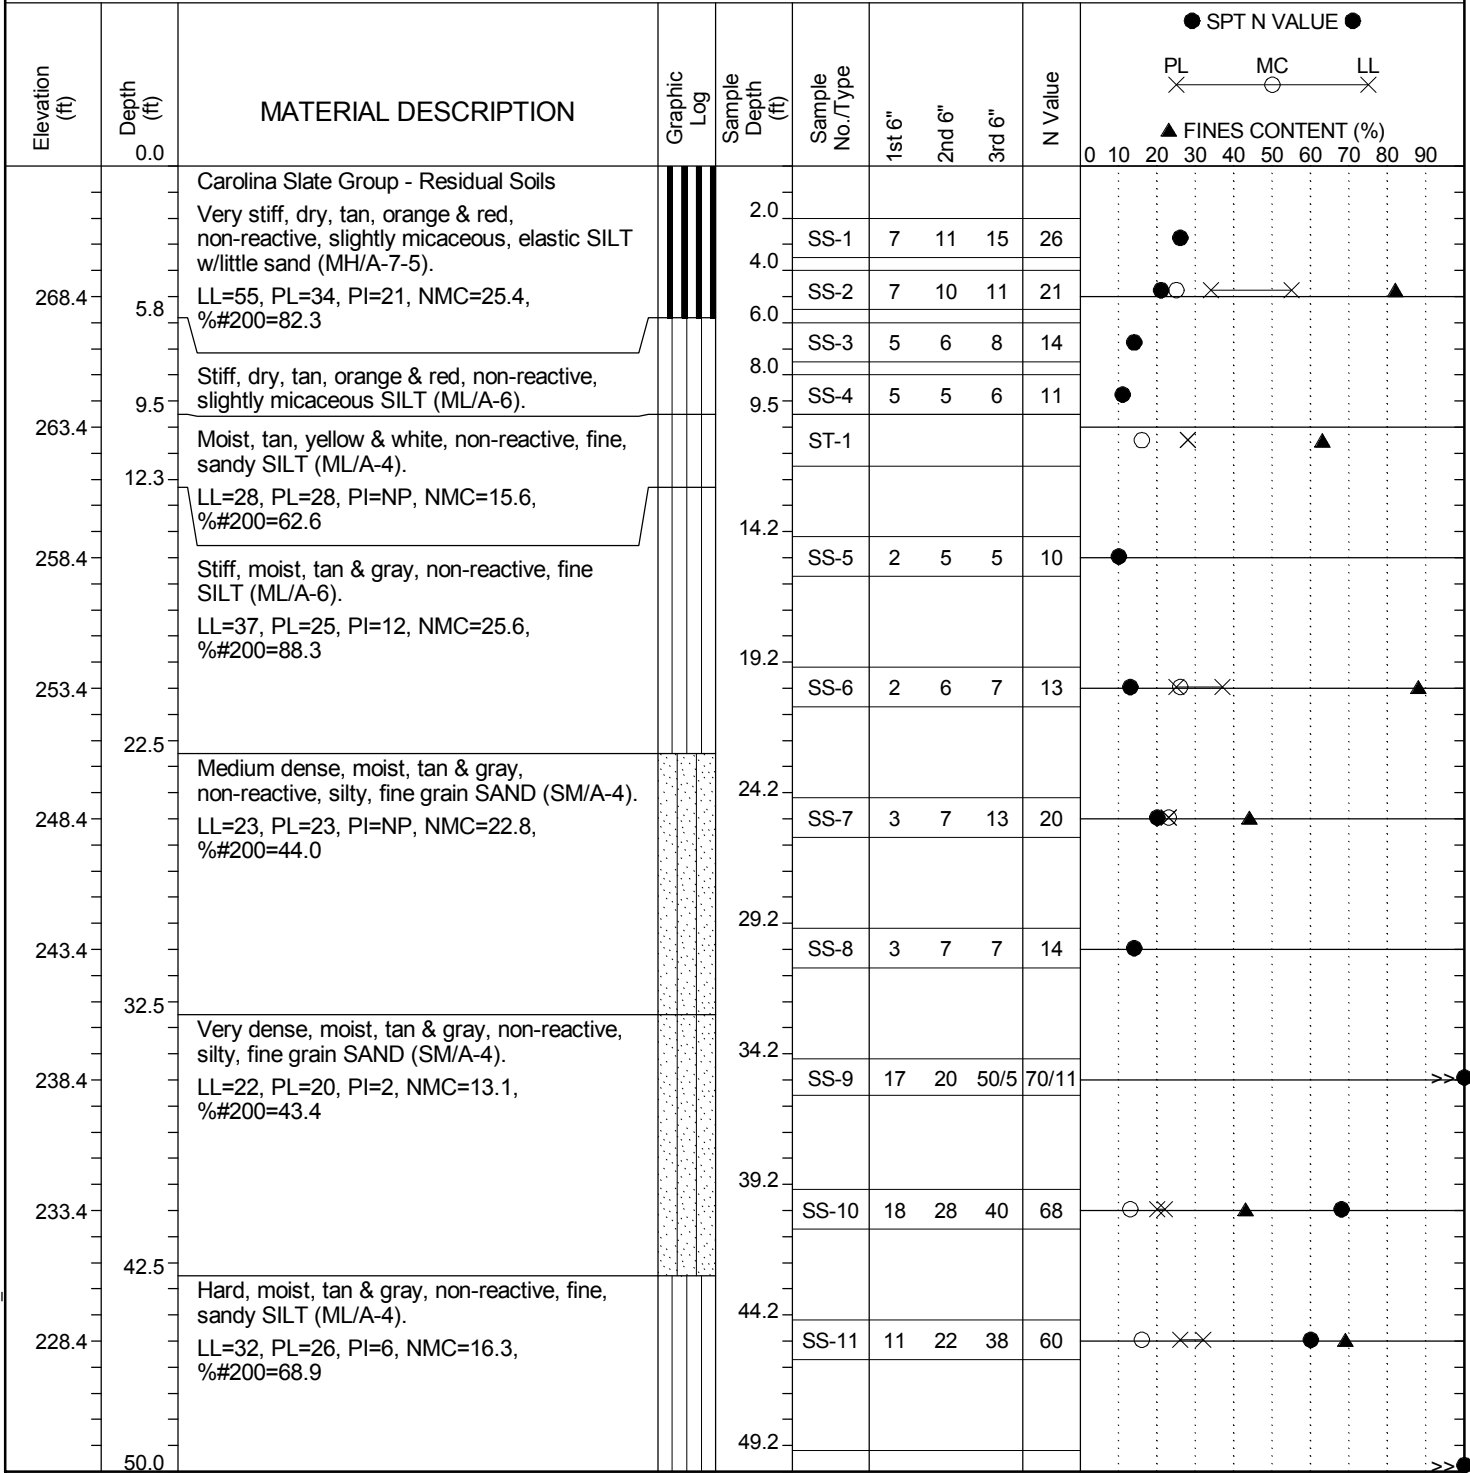 ● SPT N VALUE ●
PL MC LL
▲ FINES CONTENT (%)
0 10 20 30 40 50 60 70 80 90
Elevation (ft)
Depth (ft)
0.0
MATERIAL DESCRIPTION
Graphic Log
Sample Depth (ft)
Sample No./Type
1st 6"
2nd 6"
3rd 6"
N Value
Carolina Slate Group - Residual Soils
Very stiff, dry, tan, orange & red,
non-reactive, slightly micaceous, elastic SILT
w/little sand (MH/A-7-5).
2.0
SS-1 7 11 15 26
4.0
268.4
5.8
LL=55, PL=34, PI=21, NMC=25.4,
%#200=82.3
SS-2 7 10 11 21
6.0
SS-3 5 6 8 14
8.0
Stiff, dry, tan, orange & red, non-reactive,
slightly micaceous SILT (ML/A-6).
9.5
SS-4 5 5 6 11
9.5
263.4
Moist, tan, yellow & white, non-reactive, fine,
sandy SILT (ML/A-4).
ST-1
12.3
LL=28, PL=28, PI=NP, NMC=15.6,
%#200=62.6
14.2
258.4
Stiff, moist, tan & gray, non-reactive, fine
SILT (ML/A-6).
SS-5 2 5 5 10
LL=37, PL=25, PI=12, NMC=25.6,
%#200=88.3
19.2
253.4
SS-6 2 6 7 13
22.5
Medium dense, moist, tan & gray,
non-reactive, silty, fine grain SAND (SM/A-4).
24.2
248.4
LL=23, PL=23, PI=NP, NMC=22.8,
%#200=44.0
SS-7 3 7 13 20
29.2
243.4
SS-8 3 7 7 14
32.5
Very dense, moist, tan & gray, non-reactive,
silty, fine grain SAND (SM/A-4).
34.2
238.4
LL=22, PL=20, PI=2, NMC=13.1,
%#200=43.4
SS-9 17 20 50/5 70/11
>>
39.2
233.4
SS-10 18 28 40 68
42.5
Hard, moist, tan & gray, non-reactive, fine,
sandy SILT (ML/A-4).
44.2
228.4
LL=32, PL=26, PI=6, NMC=16.3,
%#200=68.9
SS-11 11 22 38 60
49.2
50.0
>>